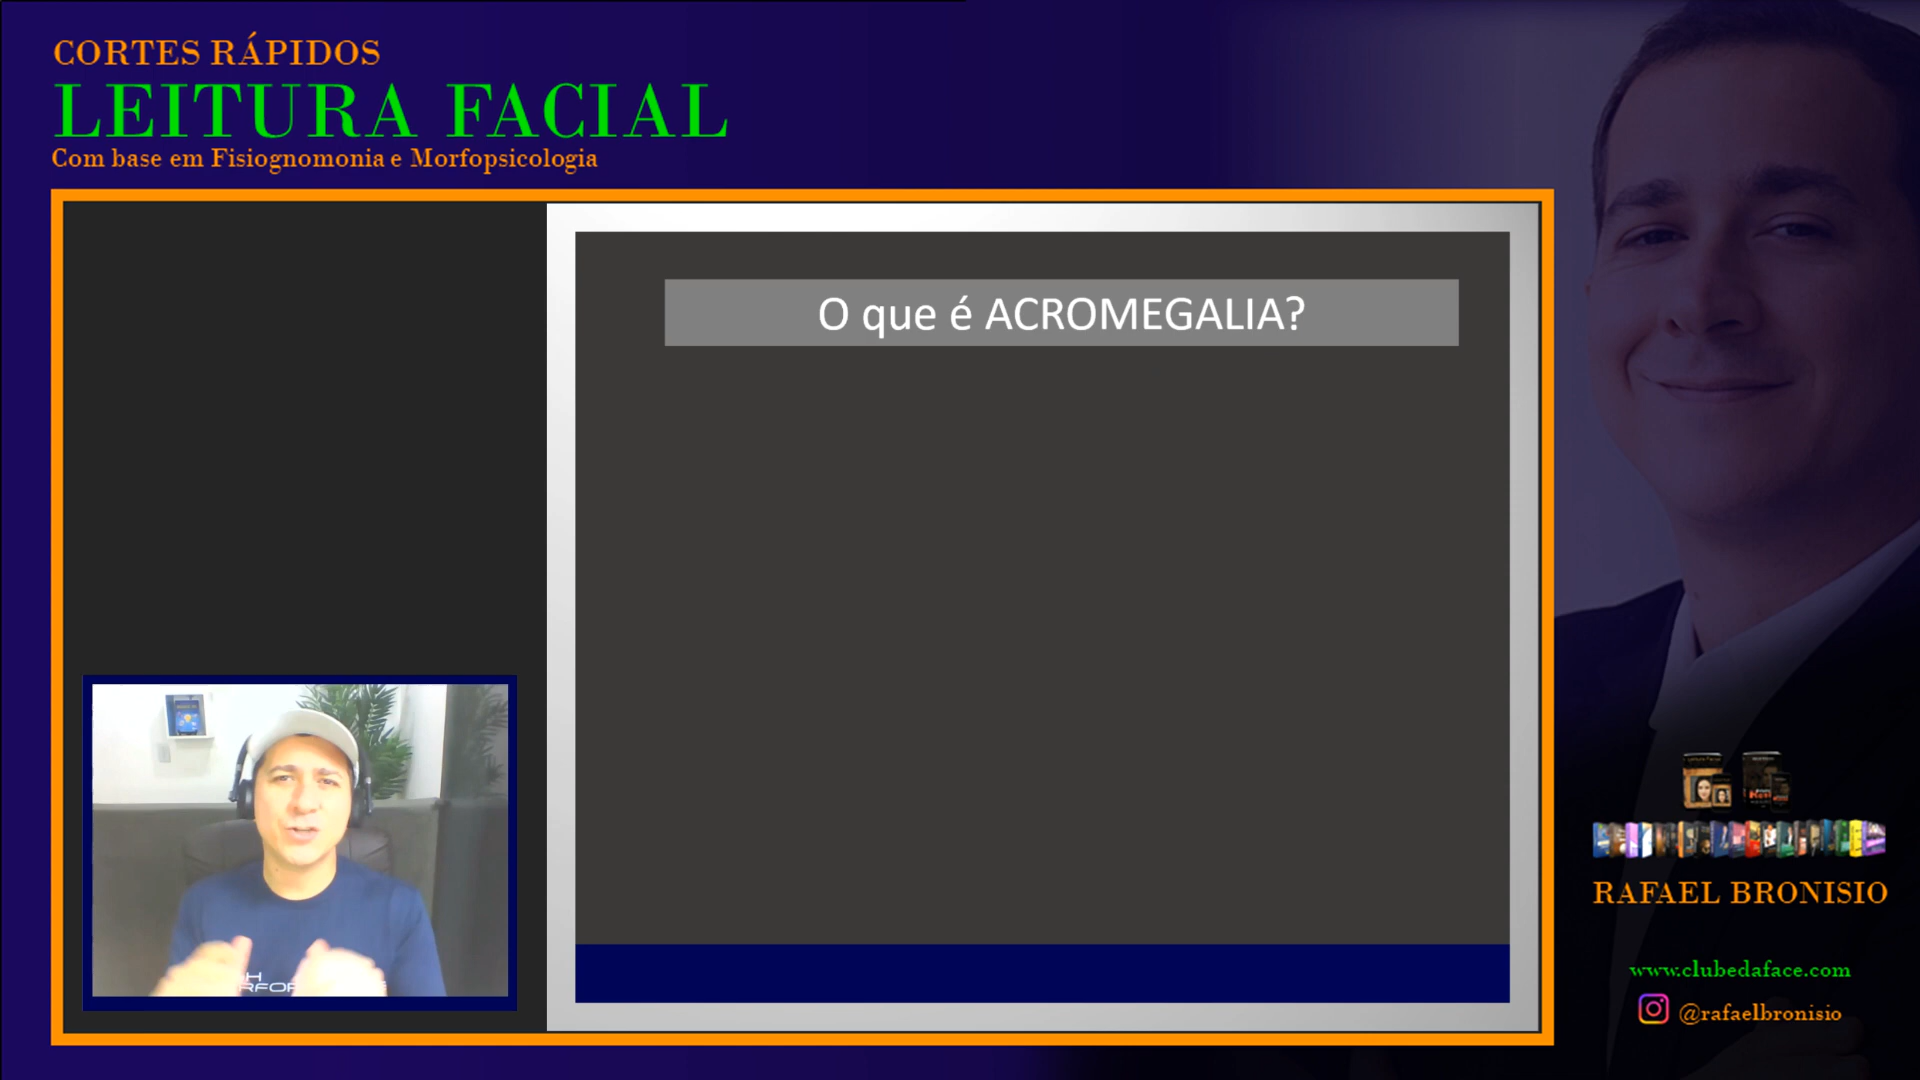 CORTES RÁPIDOS
LEITURA FACIAL
Com base em Fisiognomonia e Morfopsicologia
O que é ACROMEGALIA?
RAFAEL BRONISIO
www.clubedaface.com
@rafaelbronisio